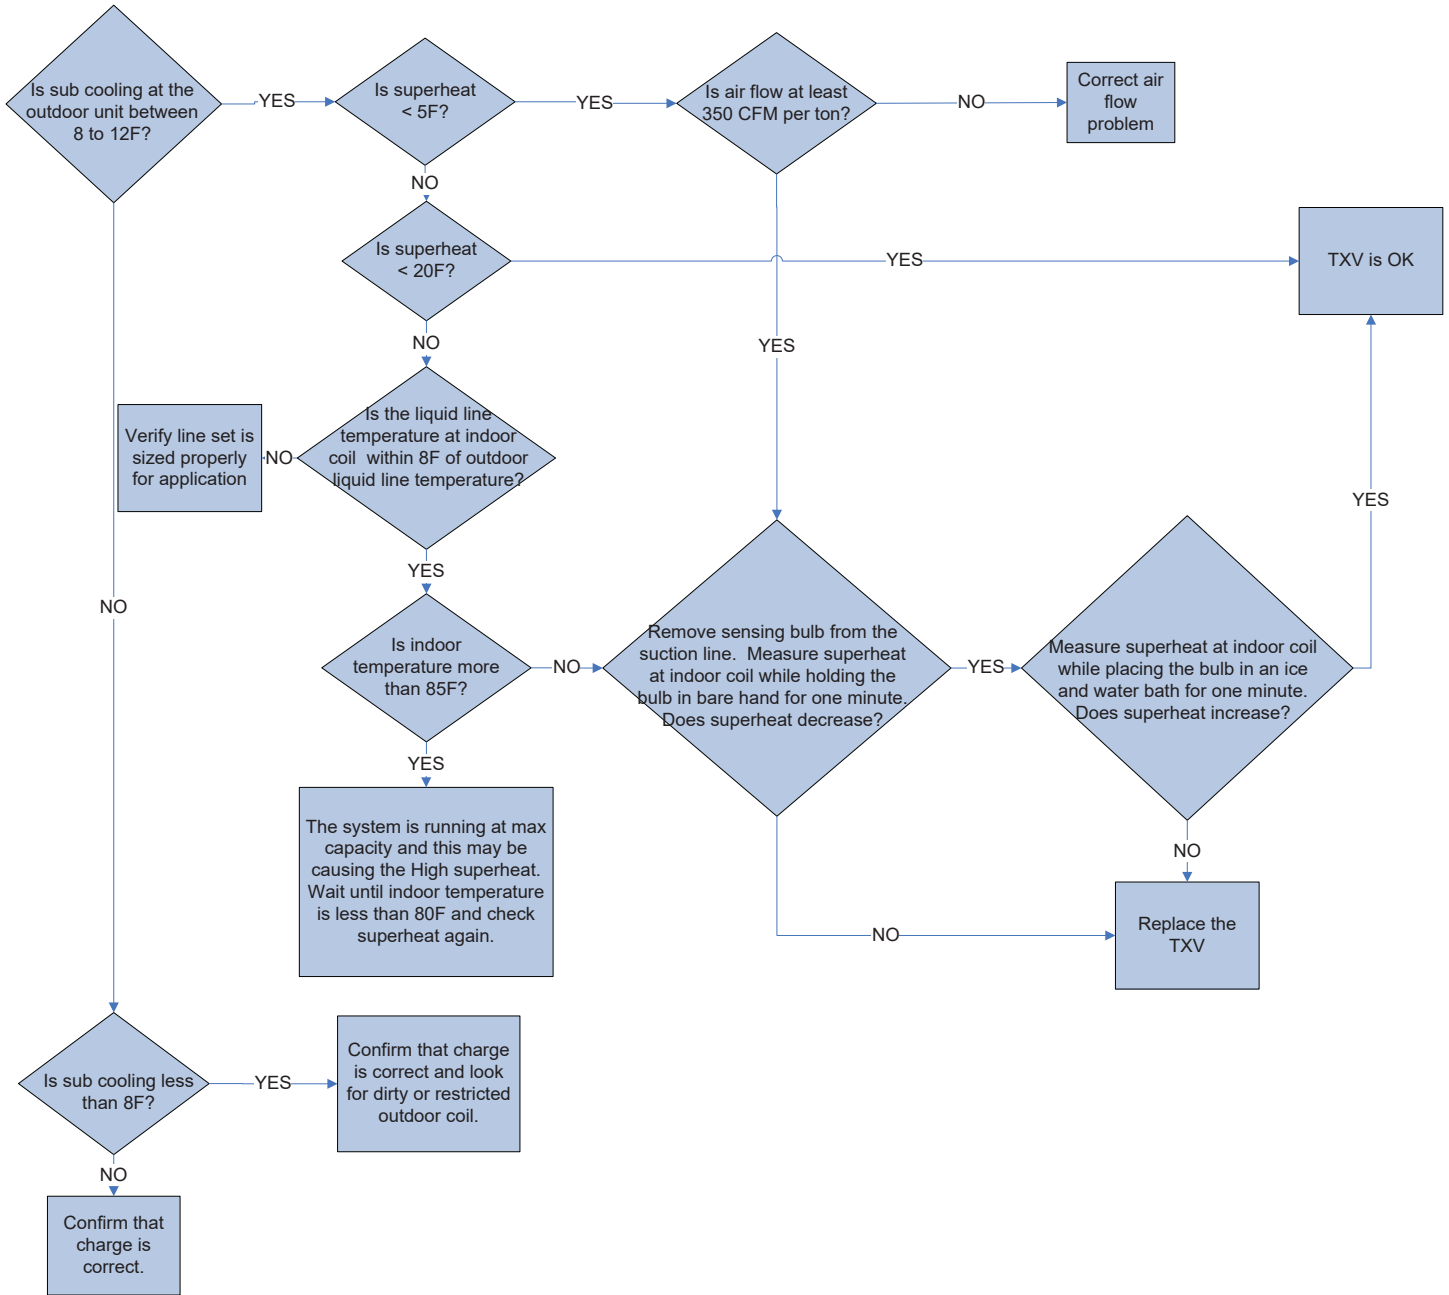 Is sub cooling at the
outdoor unit between
8 to 12F?
YES
Is superheat
< 5F?
YES
Is air flow at least
350 CFM per ton?
NO
Correct air
flow
problem
NO
Is superheat
< 20F?
YES
TXV is OK
NO
YES
Is the liquid line
temperature at indoor
coil within 8F of outdoor
liquid line temperature?
NO
Verify line set is
sized properly
for application
YES
YES
NO
Is indoor
temperature more
than 85F?
NO
Remove sensing bulb from the
suction line. Measure superheat
at indoor coil while holding the
bulb in bare hand for one minute.
Does superheat decrease?
YES
Measure superheat at indoor coil
while placing the bulb in an ice
and water bath for one minute.
Does superheat increase?
YES
The system is running at max
capacity and this may be
causing the High superheat.
Wait until indoor temperature
is less than 80F and check
superheat again.
NO
NO
Replace the
TXV
Is sub cooling less
than 8F?
YES
Confirm that charge
is correct and look
for dirty or restricted
outdoor coil.
NO
Confirm that
charge is
correct.